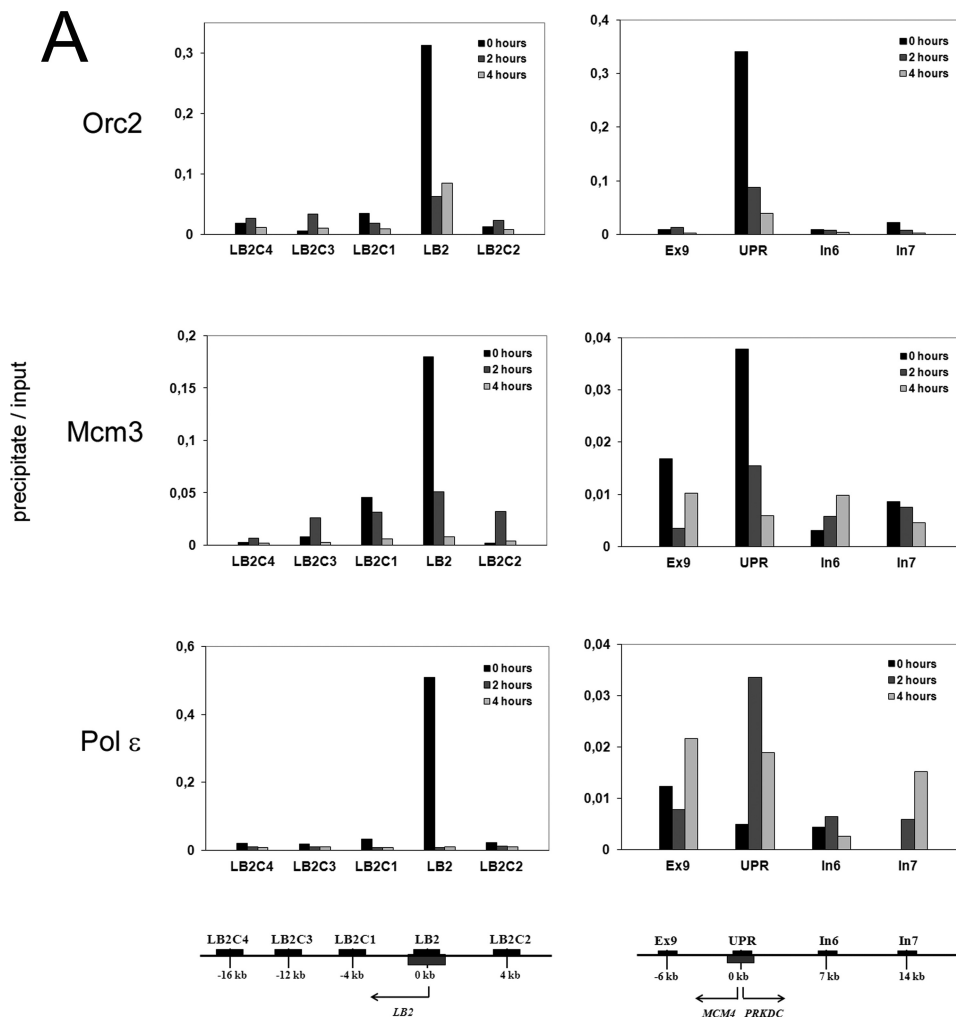 A
Orc2
Mcm3
Pol ε
precipitate / input
0,3
0,2
0,1
0
0 hours
2 hours
4 hours
LB2C4 LB2C3 LB2C1 LB2 LB2C2
0,4
0,3
0,2
0,1
0
0 hours
2 hours
4 hours
Ex9 UPR In6 In7
0,2
0,15
0,1
0,05
0
0 hours
2 hours
4 hours
LB2C4 LB2C3 LB2C1 LB2 LB2C2
0,04
0,03
0,02
0,01
0
0 hours
2 hours
4 hours
Ex9 UPR In6 In7
0,6
0,4
0,2
0
0 hours
2 hours
4 hours
LB2C4 LB2C3 LB2C1 LB2 LB2C2
0,04
0,03
0,02
0,01
0
0 hours
2 hours
4 hours
Ex9 UPR In6 In7
LB2C4 LB2C3 LB2C1 LB2 LB2C2
-16 kb -12 kb -4 kb 0 kb 4 kb
LB2
Ex9 UPR In6 In7
-6 kb 0 kb 7 kb 14 kb
MCM4 PRKDC